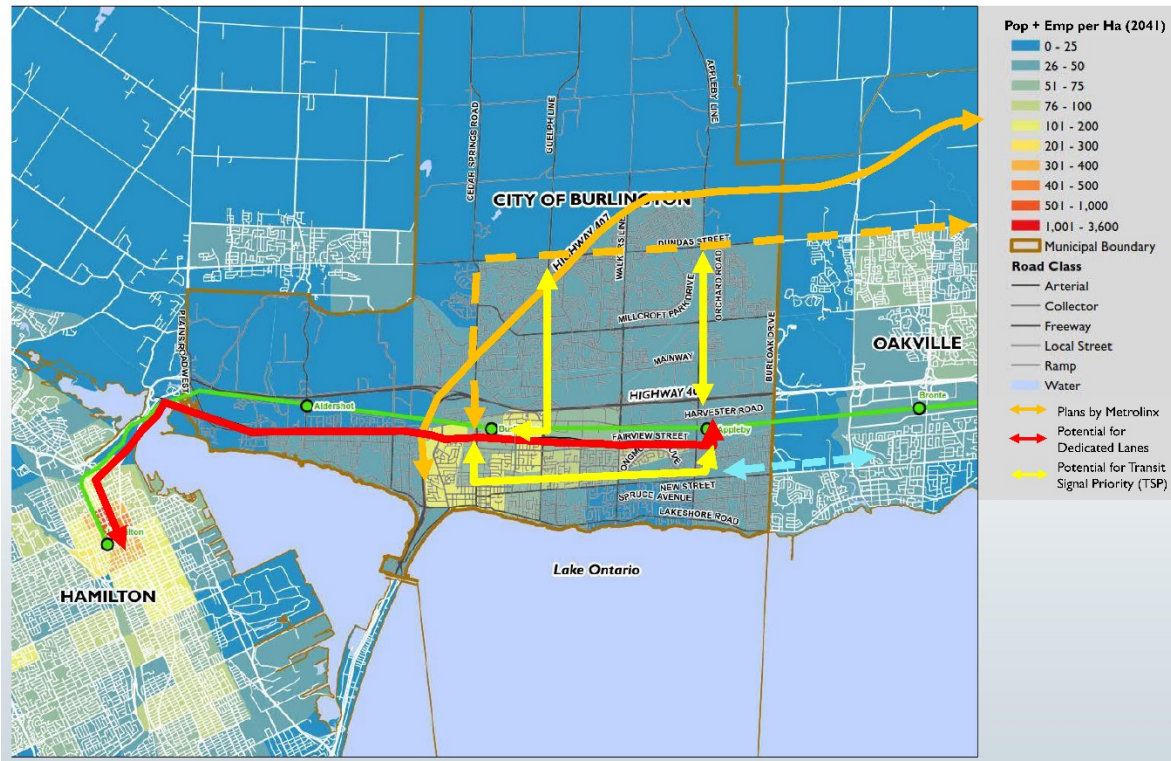 Pop + Emp per Ha (2041)
0 - 25
26 - 50
51 - 75
76 - 100
101 - 200
201 - 300
301 - 400
401 - 500
501 - 1,000
1,001 - 3,600
Municipal Boundary
Road Class
Arterial
Collector
Freeway
Local Street
Ramp
Water
Plans by Metrolinx
Potential for
Dedicated Lanes
Potential for Transit
Signal Priority (TSP)
CEDAR SPRINGS ROAD
GUELPH LINE
APPLEBY LINE
CITY OF BURLINGTON
HIGHWAY 407
DUNDAS STREET
MILLCROFT PARK DRIVE
ORCHARD ROAD
MAINWAY
BURLOAK DRIVE
OAKVILLE
PLAINS ROAD WEST
Aldershot
HARVESTER ROAD
Bronte
Appleby
FAIRVIEW STREET
NEW STREET
SPRUCE AVENUE
LAKESHORE ROAD
HAMILTON
Lake Ontario